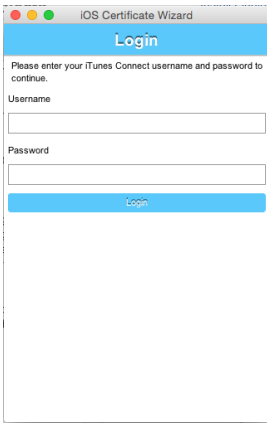 iOS Certificate Wizard
Login
Please enter your iTunes Connect username and password to
continue.
Username
Password
Login